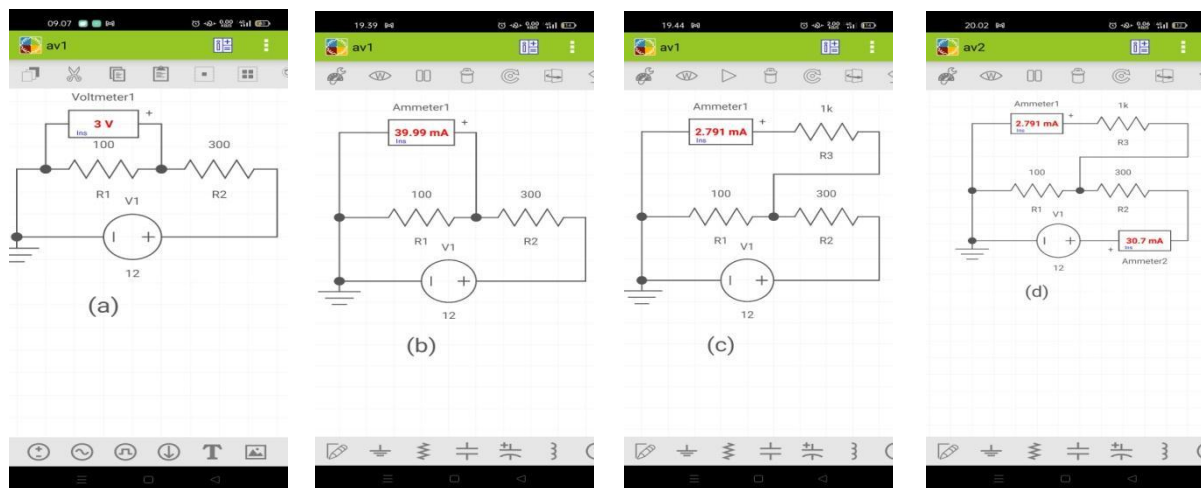 09.07
av1
Voltmeter1
+
3 V
Ins
100
300
R1
V1
R2
12
(a)
T
19.39
av1
W
Ammeter1
+
39.99 mA
Ins
100
300
R1
V1
R2
12
(b)
19.44
av1
W
Ammeter1
1k
+
2.791 mA
Ins
R3
100
300
R1
V1
R2
12
(c)
20.02
av2
W
Ammeter1
1k
+
2.791 mA
Ins
R3
100
300
R1
V1
R2
30.7 mA
Ins
+
12
Ammeter2
(d)